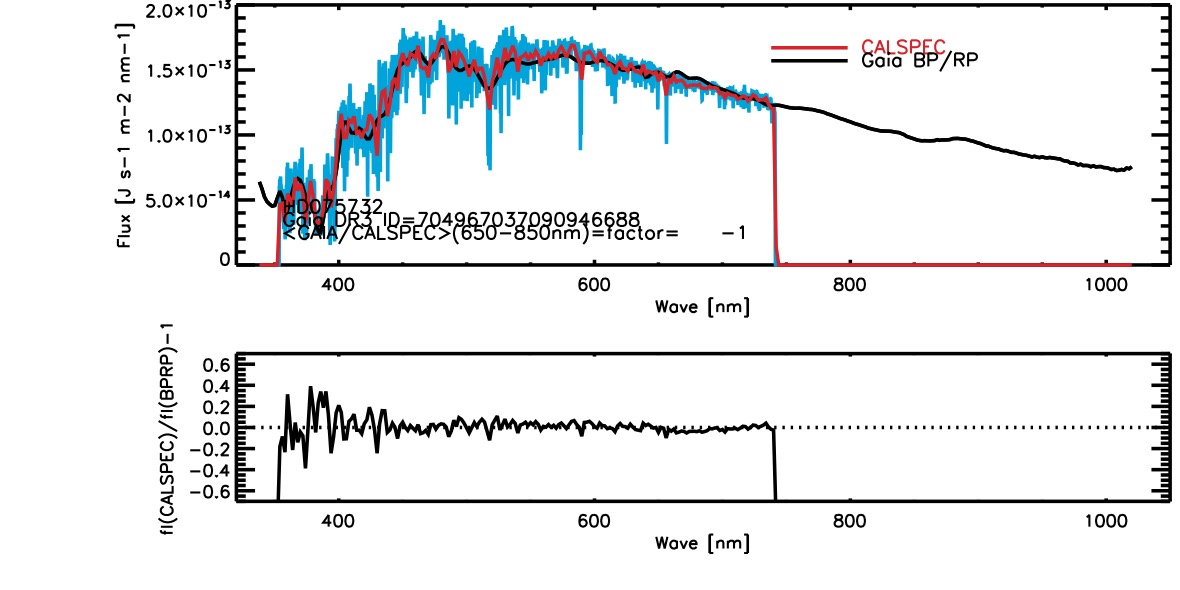 2.0×10−13
1.5×10−13
1.0×10−13
5.0×10−14
0
Flux [J s−1 m−2 nm−1]
CALSPEC
Gaia BP/RP
HD075732
Gaia DR3 ID=704967037090946688
<GAIA/CALSPEC>(650−850nm)=factor= −1
400 600 800 1000
Wave [nm]
fl(CALSPEC)/fl(BPRP)−1
0.6
0.4
0.2
0.0
−0.2
−0.4
−0.6
400 600 800 1000
Wave [nm]